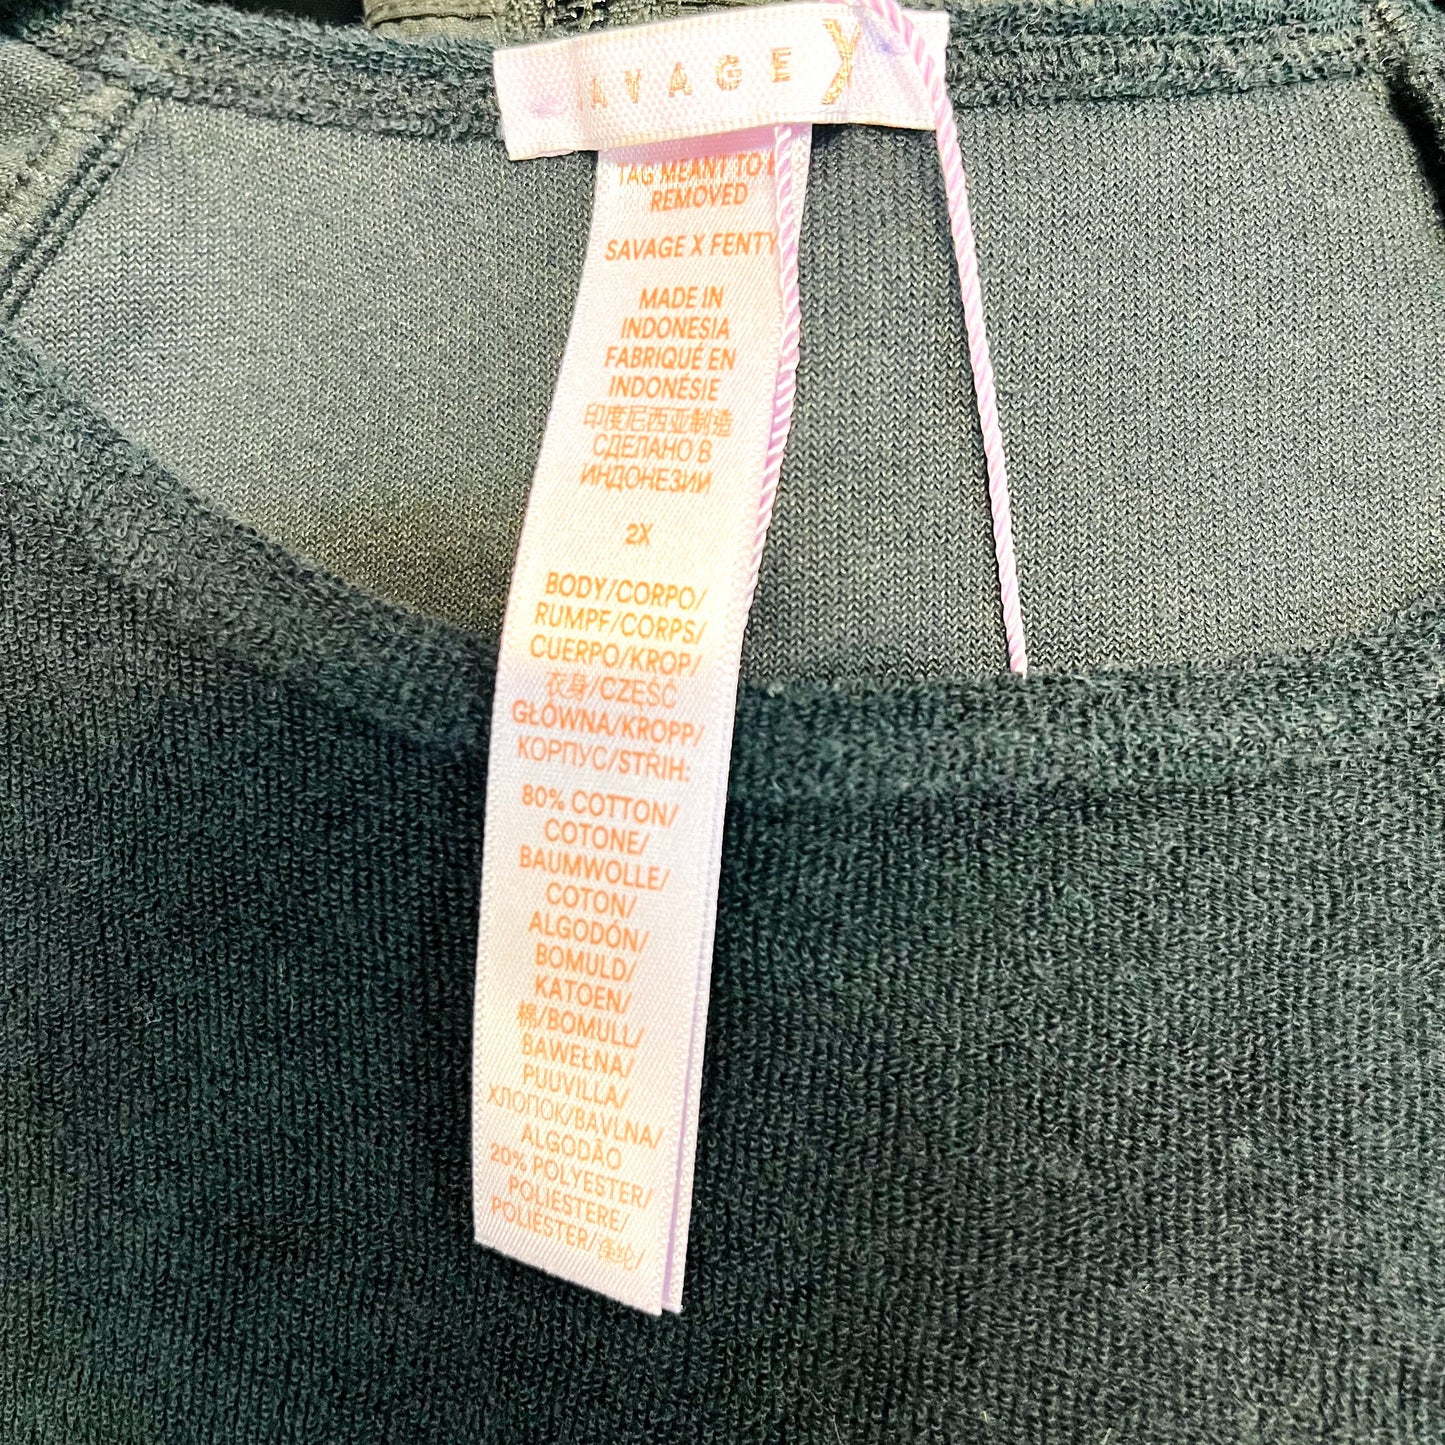 AVAGE X
TAG MEANT TO
REMOVED
SAVAGE X FENTY
MADE IN
INDONESIA
FABRIQUÉ EN
INDONÉSIE
印度尼西亚制造
СДЕЛАНО В
ИНДОНЕЗИИ
2X
BODY/CORPO/
RUMPF/CORPS/
CUERPO/KROP/
衣身/CZĘŚĆ
GŁÓWNA/KROPP/
КОРПУС/STŘIH:
80% COTTON/
COTONE/
BAUMWOLLE/
COTON/
ALGODÓN/
BOMULD/
KATOEN/
棉/BOMULL/
BAWEŁNA/
PUUVILLA/
ХЛОПОК/BAVLNA/
ALGODÃO
20% POLYESTER/
POLIESTERE/
POLIÉSTER/